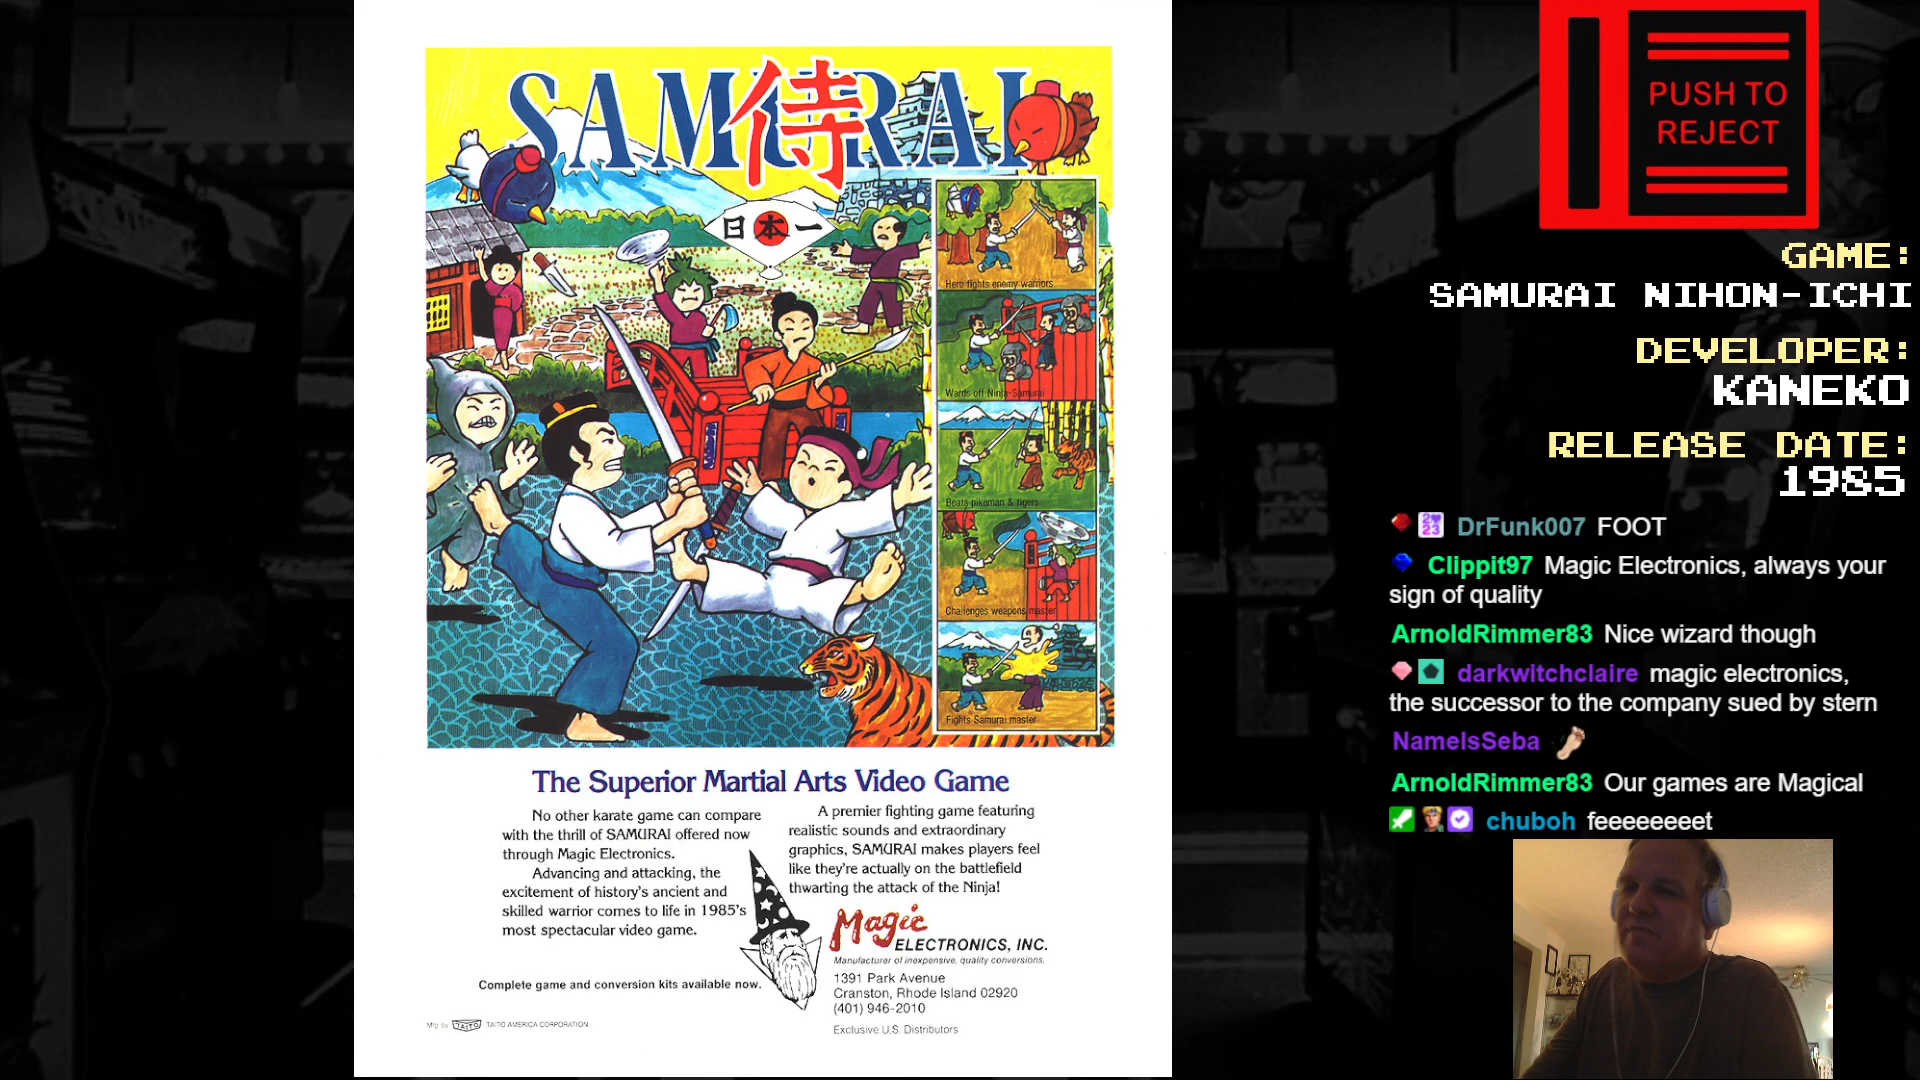 SAMURAI
侍
日本一
Hero fights enemy warriors
Wards off Ninja-Samurai
Beats pikeman & tigers
Challenges weapons master
Fights Samurai master
The Superior Martial Arts Video Game
No other karate game can compare
with the thrill of SAMURAI offered now
through Magic Electronics.
Advancing and attacking, the
excitement of history's ancient and
skilled warrior comes to life in 1985's
most spectacular video game.
Complete game and conversion kits available now.
A premier fighting game featuring
realistic sounds and extraordinary
graphics, SAMURAI makes players feel
like they're actually on the battlefield
thwarting the attack of the Ninja!
Magic
ELECTRONICS, INC.
Manufacturer of inexpensive, quality conversions.
1391 Park Avenue
Cranston, Rhode Island 02920
(401) 946-2010
Exclusive U.S. Distributors
Mfg. by TAITO TAITO AMERICA CORPORATION
PUSH TO
REJECT
GAME:
SAMURAI NIHON-ICHI
DEVELOPER:
KANEKO
RELEASE DATE:
1985
DrFunk007 FOOT
Clippit97 Magic Electronics, always your
sign of quality
ArnoldRimmer83 Nice wizard though
darkwitchclaire magic electronics,
the successor to the company sued by stern
NameIsSeba
ArnoldRimmer83 Our games are Magical
chuboh feeeeeeeet